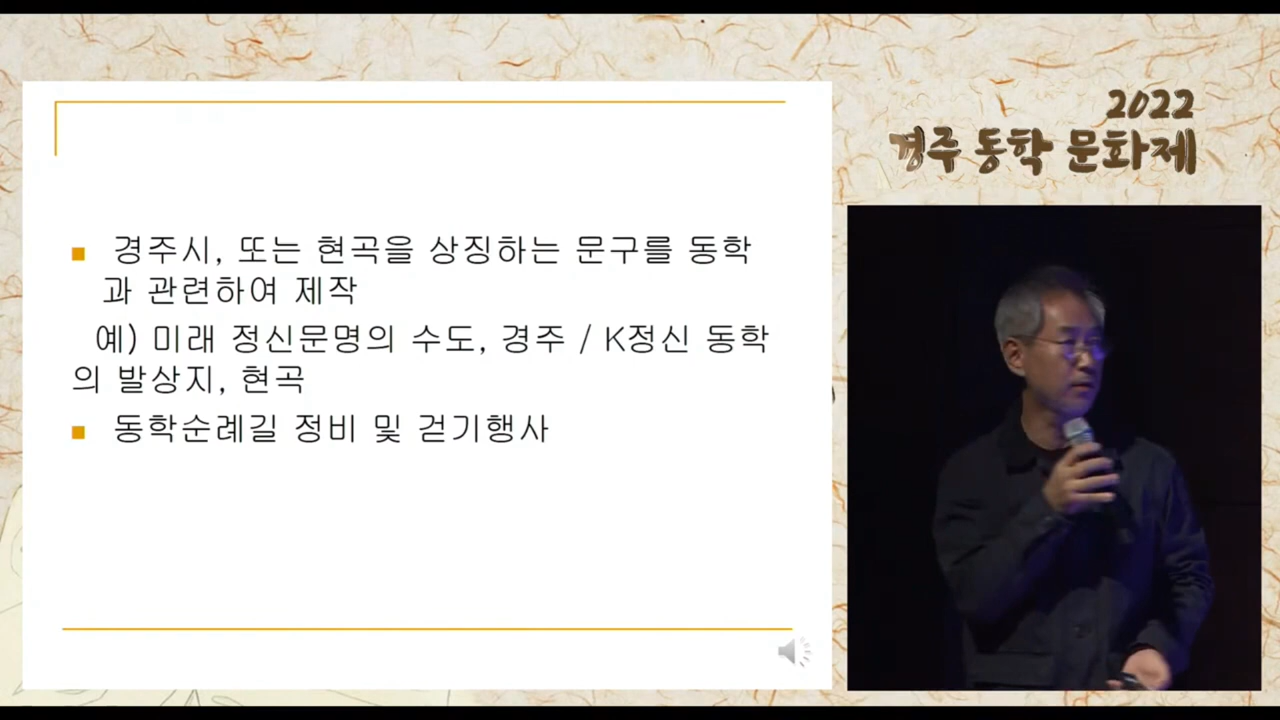 2022
경주 동학 문화제
■ 경주시, 또는 현곡을 상징하는 문구를 동학
과 관련하여 제작
예) 미래 정신문명의 수도, 경주 / K정신 동학
의 발상지, 현곡
■ 동학순례길 정비 및 걷기행사